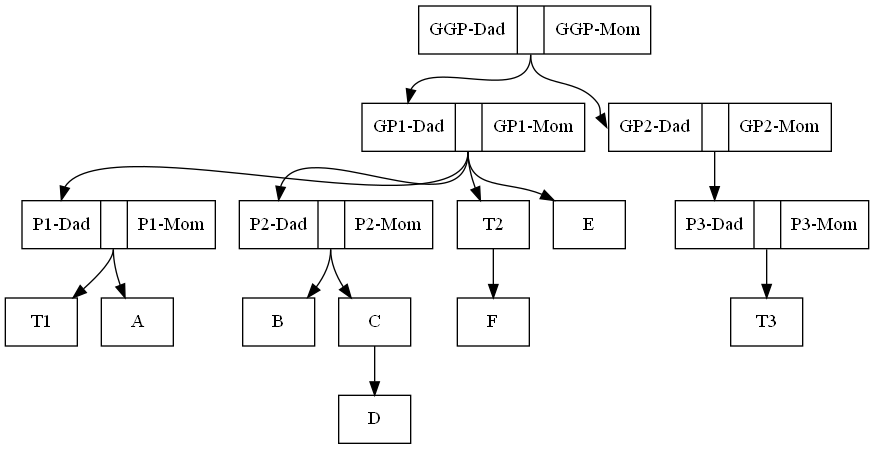 GGP-Dad GGP-Mom
GP1-Dad GP1-Mom GP2-Dad GP2-Mom
P1-Dad P1-Mom P2-Dad P2-Mom T2 E P3-Dad P3-Mom
T1 A B C F T3
D